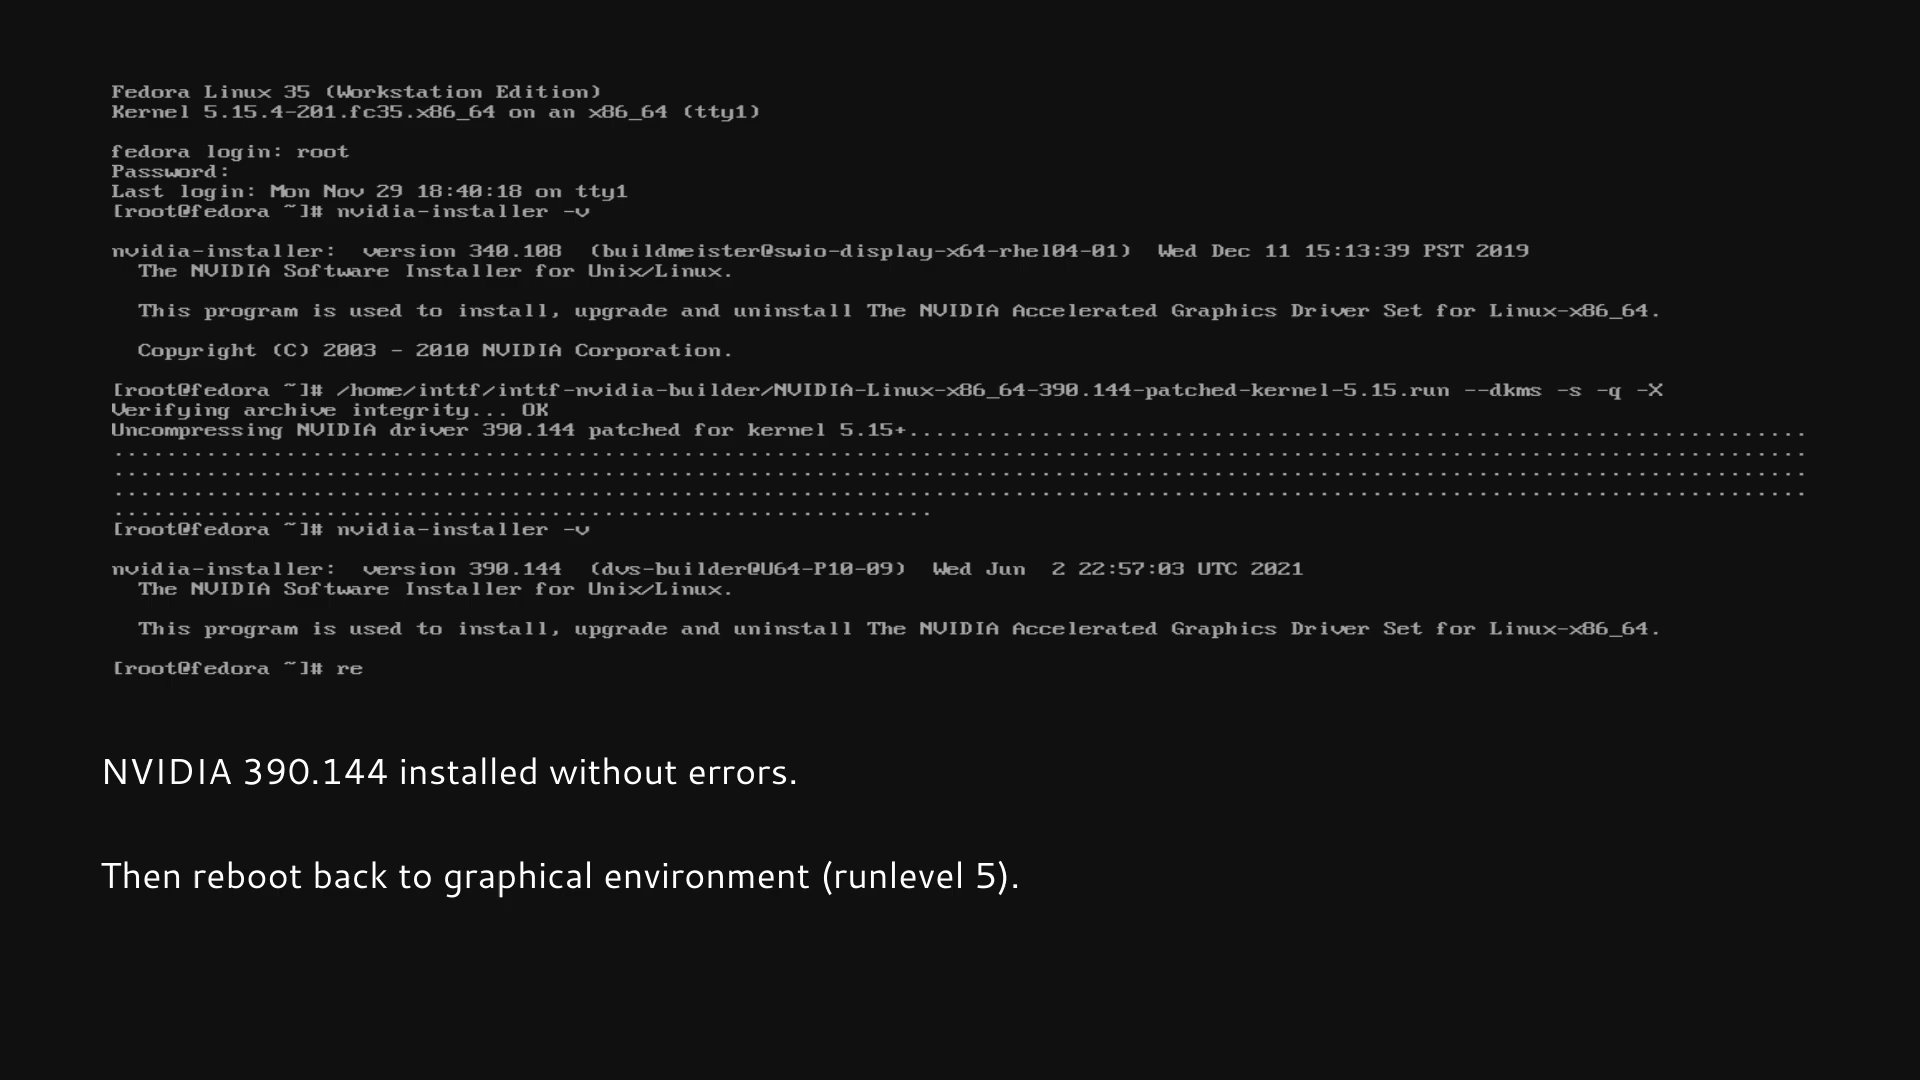 Fedora Linux 35 (Workstation Edition)
Kernel 5.15.4-201.fc35.x86_64 on an x86_64 (tty1)
fedora login: root
Password:
Last login: Mon Nov 29 18:40:18 on tty1
[root@fedora ~]# nvidia-installer -v
nvidia-installer:  version 340.108  (buildmeister@swio-display-x64-rhel04-01)  Wed Dec 11 15:13:39 PST 2019
The NVIDIA Software Installer for Unix/Linux.
This program is used to install, upgrade and uninstall The NVIDIA Accelerated Graphics Driver Set for Linux-x86_64.
Copyright (C) 2003 - 2010 NVIDIA Corporation.
[root@fedora ~]# /home/inttf/inttf-nvidia-builder/NVIDIA-Linux-x86_64-390.144-patched-kernel-5.15.run --dkms -s -q -X
Verifying archive integrity... OK
Uncompressing NVIDIA driver 390.144 patched for kernel 5.15+....................................................................
................................................................................................................................
................................................................................................................................
................................................................................................................................
..............................................................
[root@fedora ~]# nvidia-installer -v
nvidia-installer:  version 390.144  (dvs-builder@U64-P10-09)  Wed Jun  2 22:57:03 UTC 2021
The NVIDIA Software Installer for Unix/Linux.
This program is used to install, upgrade and uninstall The NVIDIA Accelerated Graphics Driver Set for Linux-x86_64.
[root@fedora ~]# re
NVIDIA 390.144 installed without errors.
Then reboot back to graphical environment (runlevel 5).